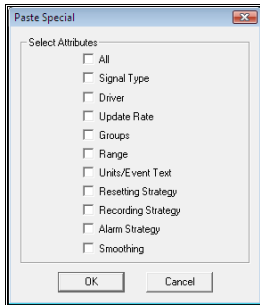 Paste Special
Select Attributes
All
Signal Type
Driver
Update Rate
Groups
Range
Units/Event Text
Resetting Strategy
Recording Strategy
Alarm Strategy
Smoothing
OK Cancel